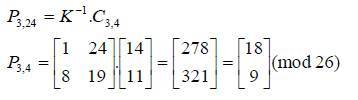 P₃,₂₄ = K⁻¹.C₃,₄
P₃,₄ = [1 24; 8 19].[14; 11] = [278; 321] = [18; 9](mod 26)